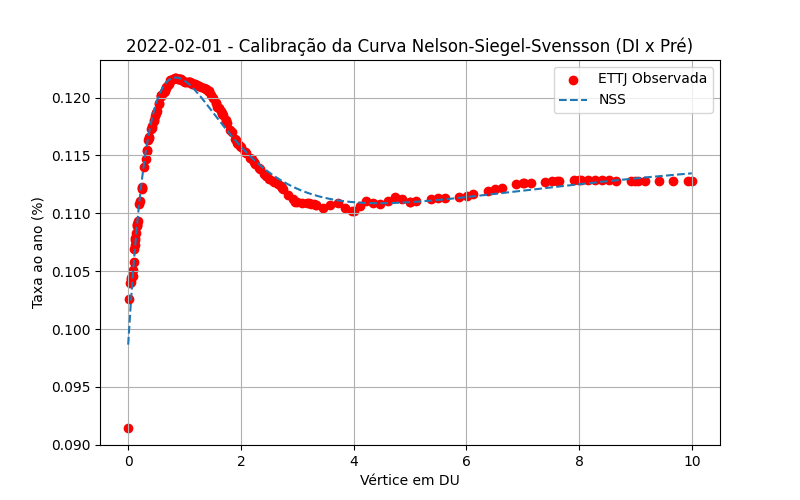 2022-02-01 - Calibração da Curva Nelson-Siegel-Svensson (DI x Pré)
ETTJ Observada
NSS
Taxa ao ano (%)
0.120
0.115
0.110
0.105
0.100
0.095
0.090
0 2 4 6 8 10
Vértice em DU